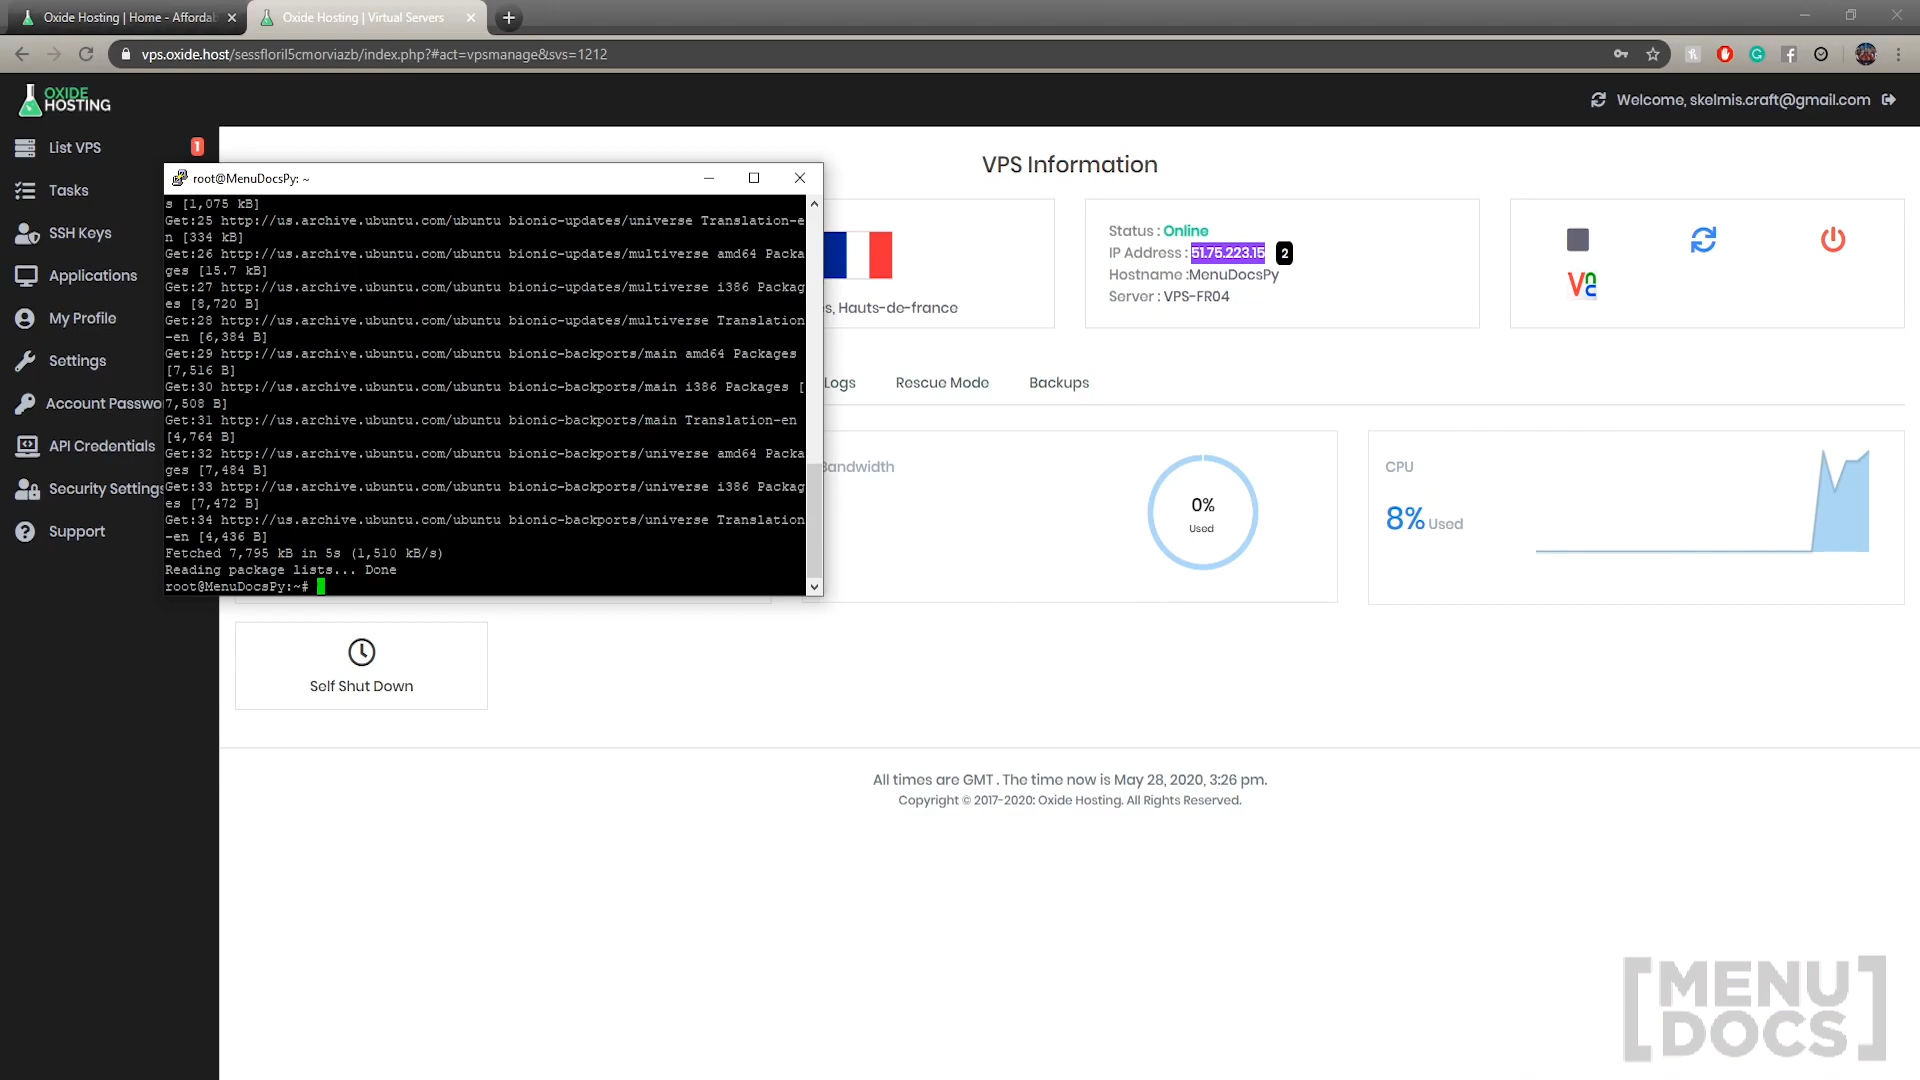 Oxide Hosting | Home - Affordab
Oxide Hosting | Virtual Servers
vps.oxide.host/sessfloril5cmorviazb/index.php?#act=vpsmanage&svs=1212
OXIDE
HOSTING
Welcome, skelmis.craft@gmail.com
List VPS
1
Tasks
SSH Keys
Applications
My Profile
Settings
Account Passwo
API Credentials
Security Settings
Support
root@MenuDocsPy: ~
s [1,075 kB]
Get:25 http://us.archive.ubuntu.com/ubuntu bionic-updates/universe Translation-e
n [334 kB]
Get:26 http://us.archive.ubuntu.com/ubuntu bionic-updates/multiverse amd64 Packa
ges [15.7 kB]
Get:27 http://us.archive.ubuntu.com/ubuntu bionic-updates/multiverse i386 Packag
es [8,720 B]
Get:28 http://us.archive.ubuntu.com/ubuntu bionic-updates/multiverse Translation
-en [6,384 B]
Get:29 http://us.archive.ubuntu.com/ubuntu bionic-backports/main amd64 Packages
[7,516 B]
Get:30 http://us.archive.ubuntu.com/ubuntu bionic-backports/main i386 Packages [
7,508 B]
Get:31 http://us.archive.ubuntu.com/ubuntu bionic-backports/main Translation-en
[4,764 B]
Get:32 http://us.archive.ubuntu.com/ubuntu bionic-backports/universe amd64 Packa
ges [7,484 B]
Get:33 http://us.archive.ubuntu.com/ubuntu bionic-backports/universe i386 Packag
es [7,472 B]
Get:34 http://us.archive.ubuntu.com/ubuntu bionic-backports/universe Translation
-en [4,436 B]
Fetched 7,795 kB in 5s (1,510 kB/s)
Reading package lists... Done
root@MenuDocsPy:~#
VPS Information
s, Hauts-de-france
Status : Online
IP Address : 51.75.223.15 2
Hostname :MenuDocsPy
Server : VPS-FR04
Vnc
Logs
Rescue Mode
Backups
Bandwidth
0%
Used
CPU
8% Used
Self Shut Down
All times are GMT . The time now is May 28, 2020, 3:26 pm.
Copyright © 2017-2020: Oxide Hosting. All Rights Reserved.
[MENU
DOCS]